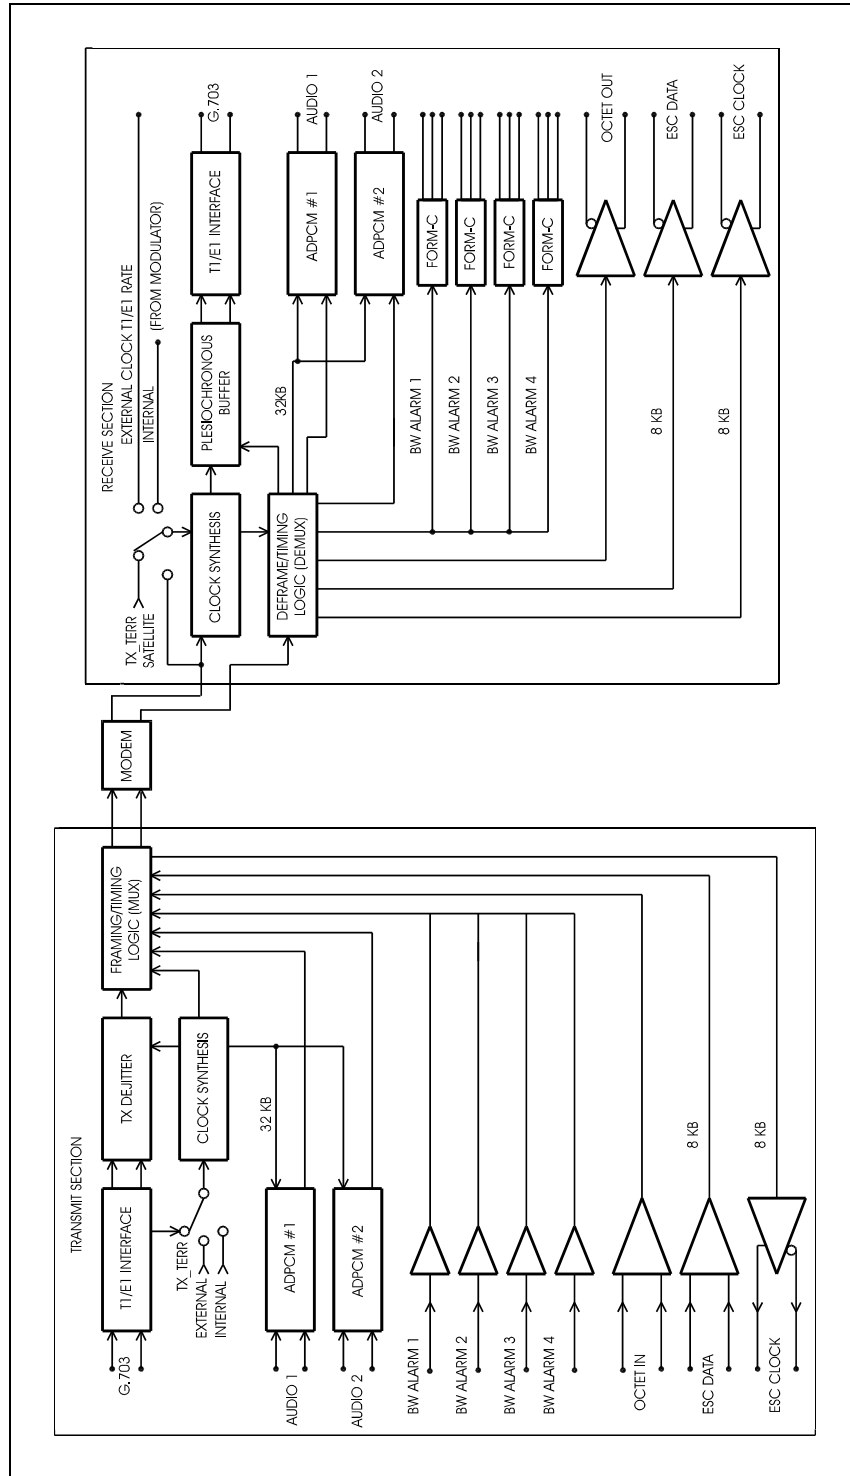 TRANSMIT SECTION
G.703
T1/E1 INTERFACE
TX DEJITTER
FRAMING/TIMING
LOGIC (MUX)
MODEM
TX_TERR
EXTERNAL
INTERNAL
CLOCK SYNTHESIS
32 KB
AUDIO 1
ADPCM #1
AUDIO 2
ADPCM #2
BW ALARM 1
BW ALARM 2
BW ALARM 3
BW ALARM 4
OCTET IN
ESC DATA
8 KB
ESC CLOCK
8 KB
RECEIVE SECTION
EXTERNAL CLOCK T1/E1 RATE
INTERNAL
(FROM MODULATOR)
TX_TERR
SATELLITE
CLOCK SYNTHESIS
PLESIOCHRONOUS
BUFFER
T1/E1 INTERFACE
G.703
DEFRAME/TIMING
LOGIC (DEMUX)
32KB
ADPCM #1
AUDIO 1
ADPCM #2
AUDIO 2
BW ALARM 1
FORM-C
BW ALARM 2
FORM-C
BW ALARM 3
FORM-C
BW ALARM 4
FORM-C
OCTET OUT
8 KB
ESC DATA
8 KB
ESC CLOCK